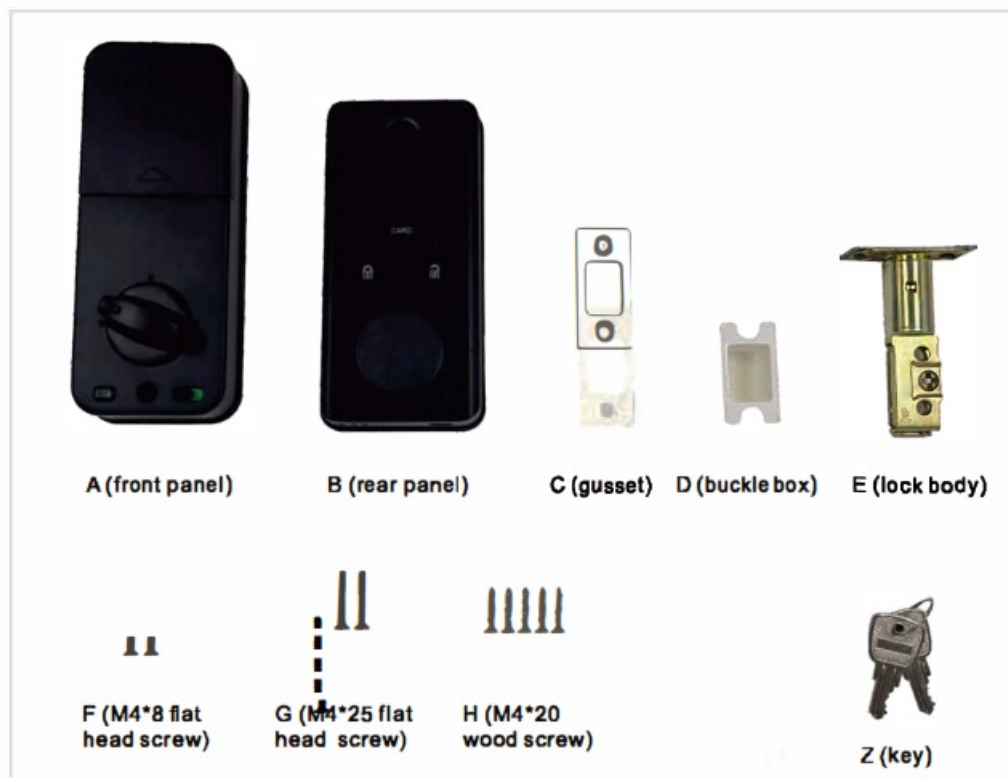 CARD
A (front panel)
B (rear panel)
C (gusset)
D (buckle box)
E (lock body)
F (M4*8 flat
head screw)
G (M4*25 flat
head screw)
H (M4*20
wood screw)
Z (key)